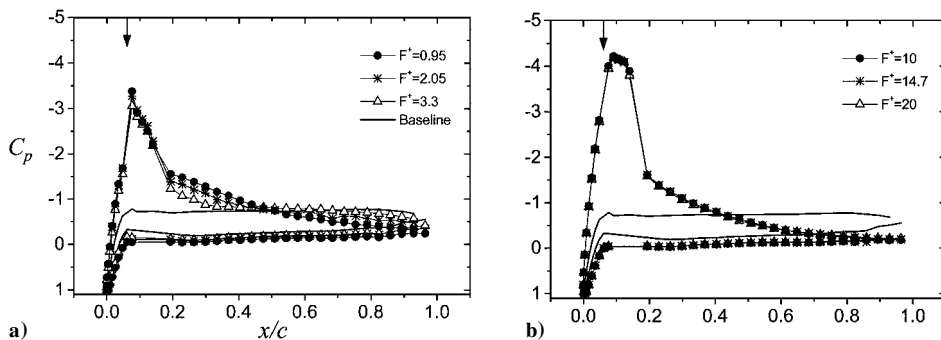 -5
-4
-3
-2
-1
0
1
C_p
0.0 0.2 0.4 0.6 0.8 1.0
x/c
F⁺=0.95
F⁺=2.05
F⁺=3.3
Baseline
a)
-5
-4
-3
-2
-1
0
1
0.0 0.2 0.4 0.6 0.8 1.0
F⁺=10
F⁺=14.7
F⁺=20
b)